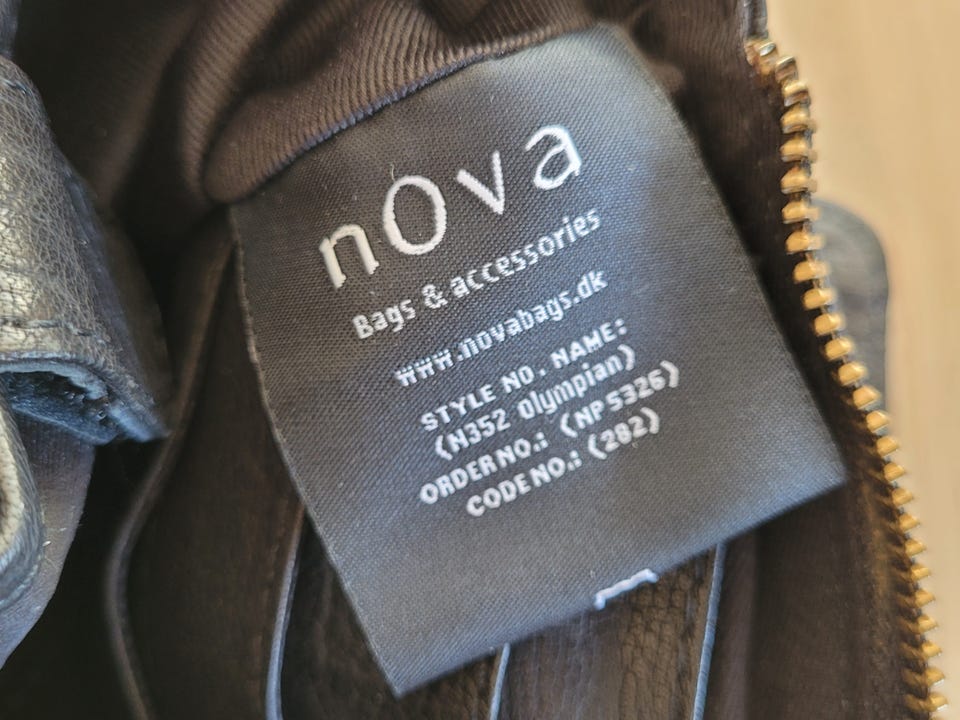 nova
Bags & accessories
www.novabags.dk
STYLE NO. NAME:
(N352 Olympian)
ORDER NO.: (NP5326)
CODE NO.: (282)